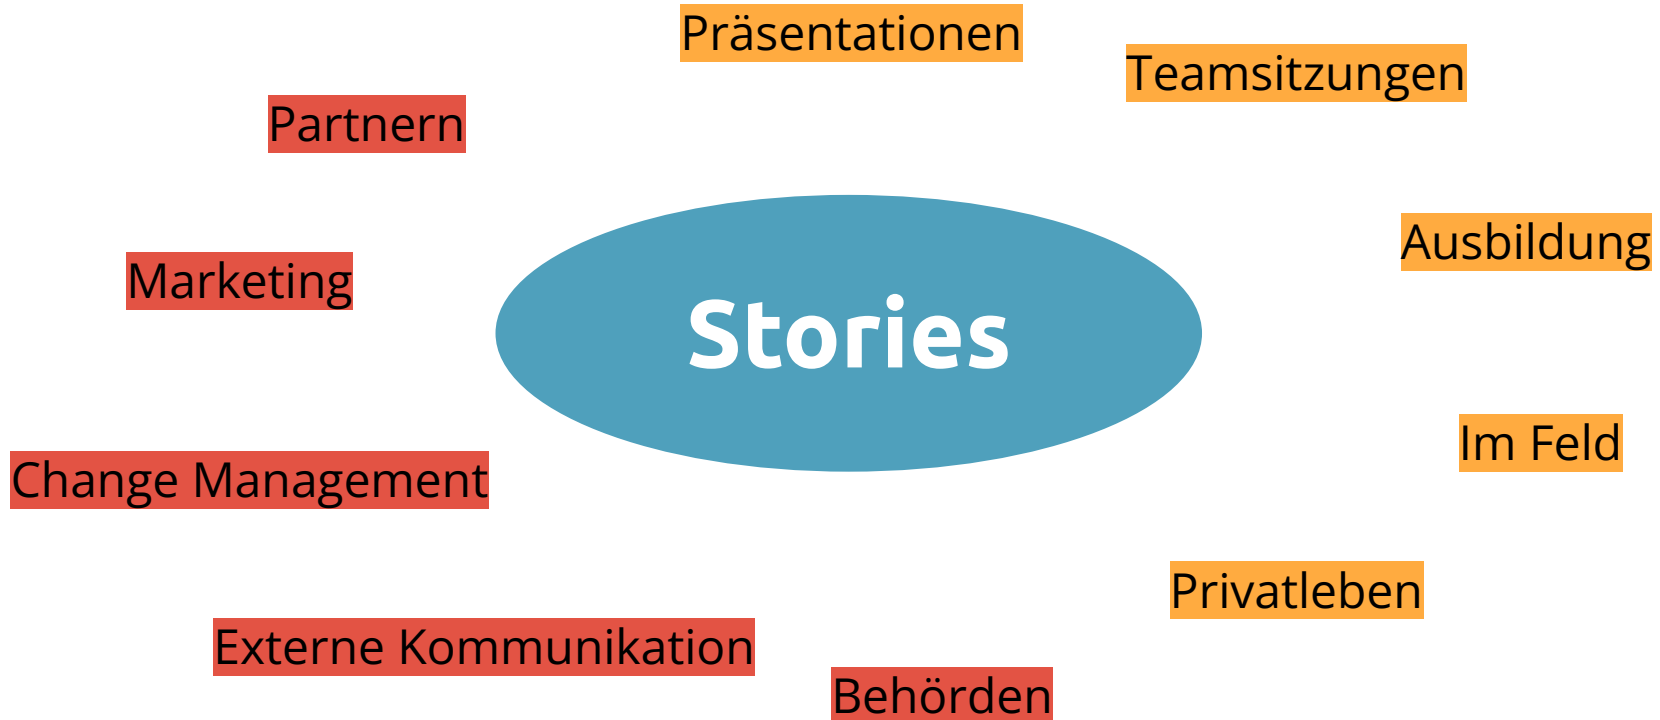 Präsentationen
Teamsitzungen
Partnern
Ausbildung
Marketing
Stories
Im Feld
Change Management
Privatleben
Externe Kommunikation
Behörden